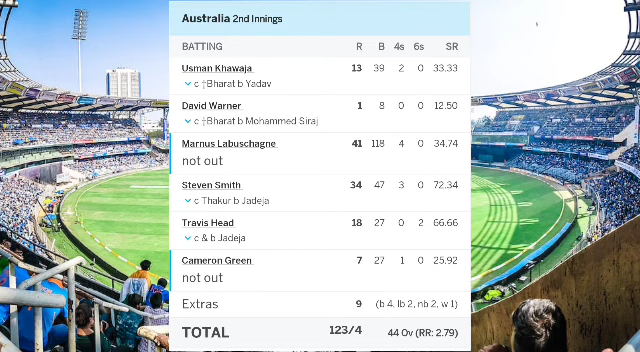 Australia 2nd Innings
BATTING R B 4s 6s SR
Usman Khawaja 13 39 2 0 33.33
c †Bharat b Yadav
David Warner 1 8 0 0 12.50
c †Bharat b Mohammed Siraj
Marnus Labuschagne 41 118 4 0 34.74
not out
Steven Smith 34 47 3 0 72.34
c Thakur b Jadeja
Travis Head 18 27 0 2 66.66
c & b Jadeja
Cameron Green 7 27 1 0 25.92
not out
Extras 9 (b 4, lb 2, nb 2, w 1)
TOTAL 123/4 44 Ov (RR: 2.79)